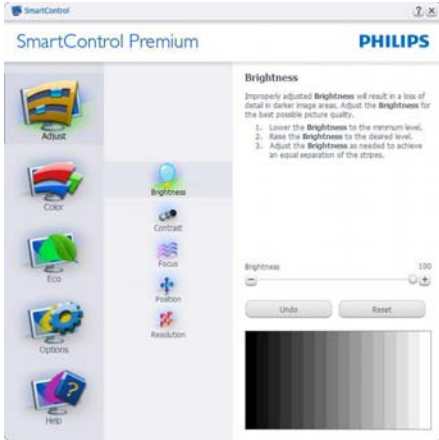 SmartControl
SmartControl Premium
PHILIPS
Adjust
Color
Eco
Options
Help
Brightness
Contrast
Focus
Position
Resolution
Brightness
Improperly adjusted Brightness will result in a loss of
detail in darker image areas. Adjust the Brightness for
the best possible picture quality.
1. Lower the Brightness to the minimum level.
2. Raise the Brightness to the desired level.
3. Adjust the Brightness as needed to achieve
an equal separation of the stripes.
Brightness 100
Undo Reset